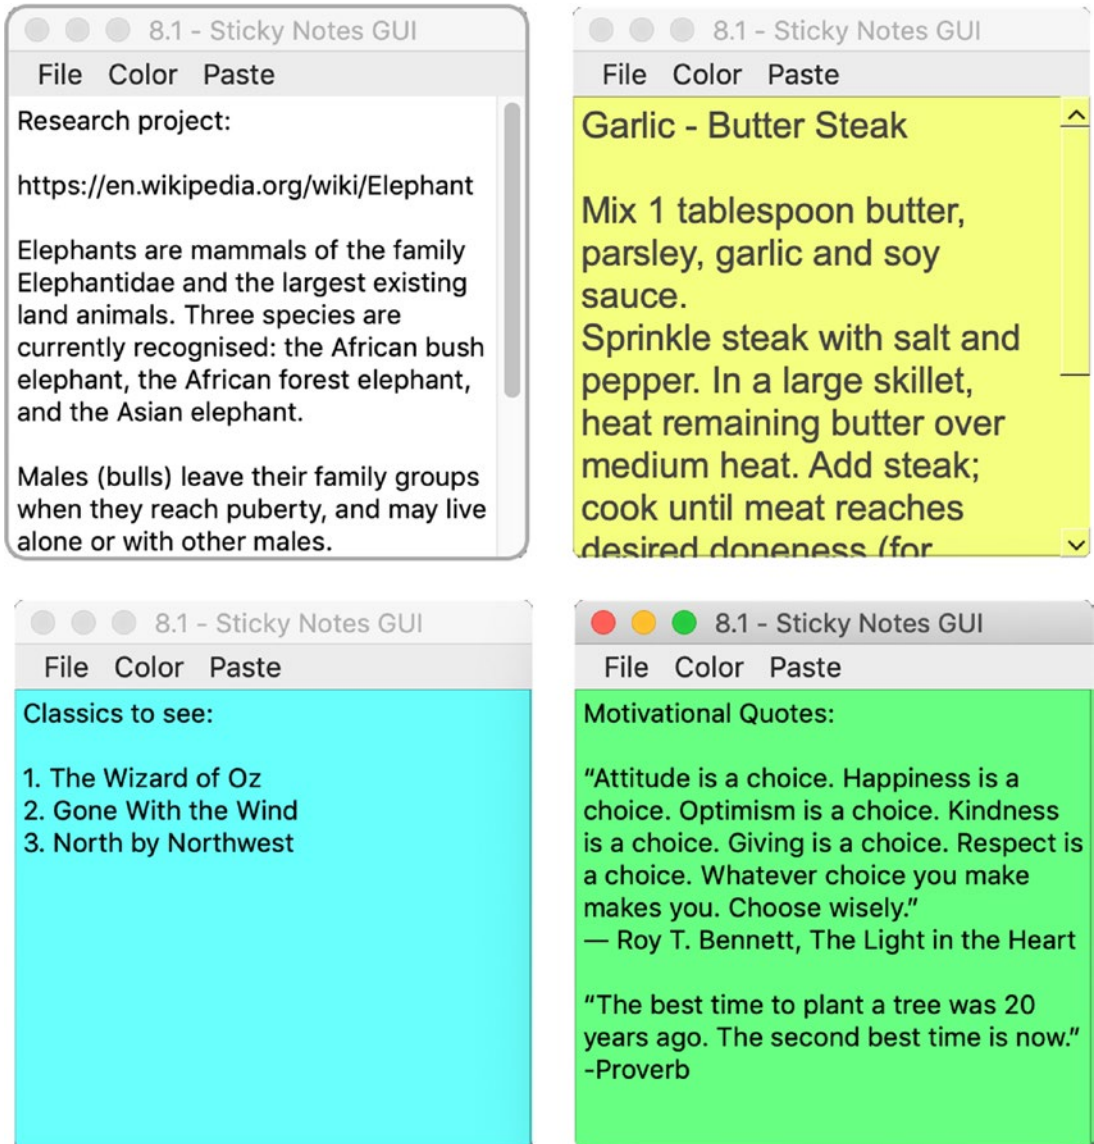 8.1 - Sticky Notes GUI
File Color Paste
Research project:
https://en.wikipedia.org/wiki/Elephant
Elephants are mammals of the family
Elephantidae and the largest existing
land animals. Three species are
currently recognised: the African bush
elephant, the African forest elephant,
and the Asian elephant.
Males (bulls) leave their family groups
when they reach puberty, and may live
alone or with other males.
8.1 - Sticky Notes GUI
File Color Paste
Garlic - Butter Steak
Mix 1 tablespoon butter,
parsley, garlic and soy
sauce.
Sprinkle steak with salt and
pepper. In a large skillet,
heat remaining butter over
medium heat. Add steak;
cook until meat reaches
desired doneness (for
8.1 - Sticky Notes GUI
File Color Paste
Classics to see:
1. The Wizard of Oz
2. Gone With the Wind
3. North by Northwest
8.1 - Sticky Notes GUI
File Color Paste
Motivational Quotes:
“Attitude is a choice. Happiness is a
choice. Optimism is a choice. Kindness
is a choice. Giving is a choice. Respect is
a choice. Whatever choice you make
makes you. Choose wisely.”
― Roy T. Bennett, The Light in the Heart
“The best time to plant a tree was 20
years ago. The second best time is now.”
-Proverb